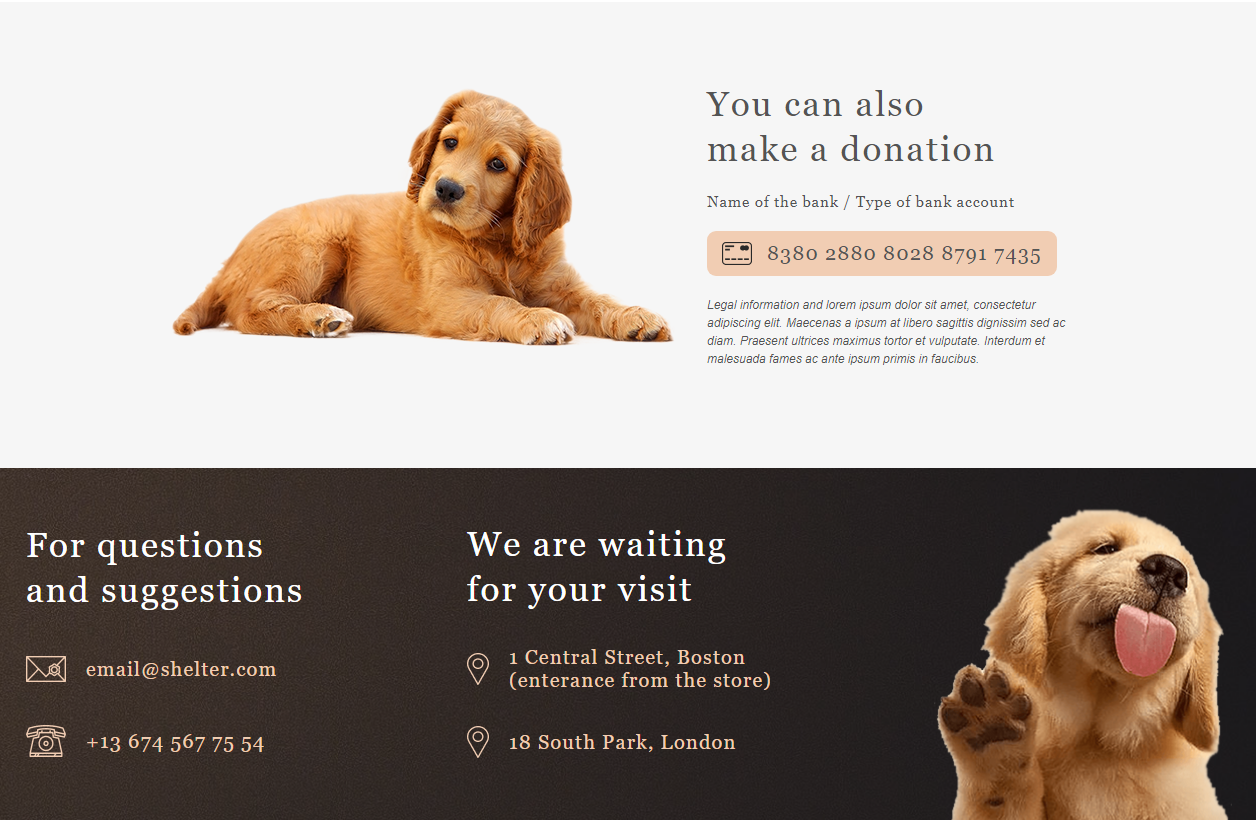 You can also
make a donation
Name of the bank / Type of bank account
8380 2880 8028 8791 7435
Legal information and lorem ipsum dolor sit amet, consectetur
adipiscing elit. Maecenas a ipsum at libero sagittis dignissim sed ac
diam. Praesent ultrices maximus tortor et vulputate. Interdum et
malesuada fames ac ante ipsum primis in faucibus.
For questions
and suggestions
email@shelter.com
+13 674 567 75 54
We are waiting
for your visit
1 Central Street, Boston
(enterance from the store)
18 South Park, London